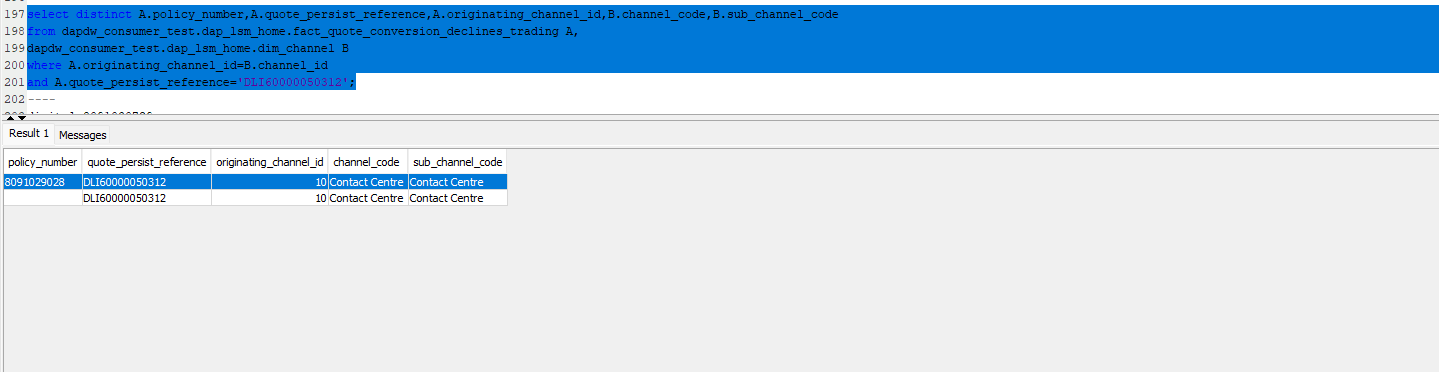 197 select distinct A.policy_number,A.quote_persist_reference,A.originating_channel_id,B.channel_code,B.sub_channel_code
198 from dapdw_consumer_test.dap_lsm_home.fact_quote_conversion_declines_trading A,
199 dapdw_consumer_test.dap_lsm_home.dim_channel B
200 where A.originating_channel_id=B.channel_id
201 and A.quote_persist_reference='DLI60000050312';
202 ----
Result 1 Messages
policy_number quote_persist_reference originating_channel_id channel_code sub_channel_code
8091029028 DLI60000050312 10 Contact Centre Contact Centre
DLI60000050312 10 Contact Centre Contact Centre